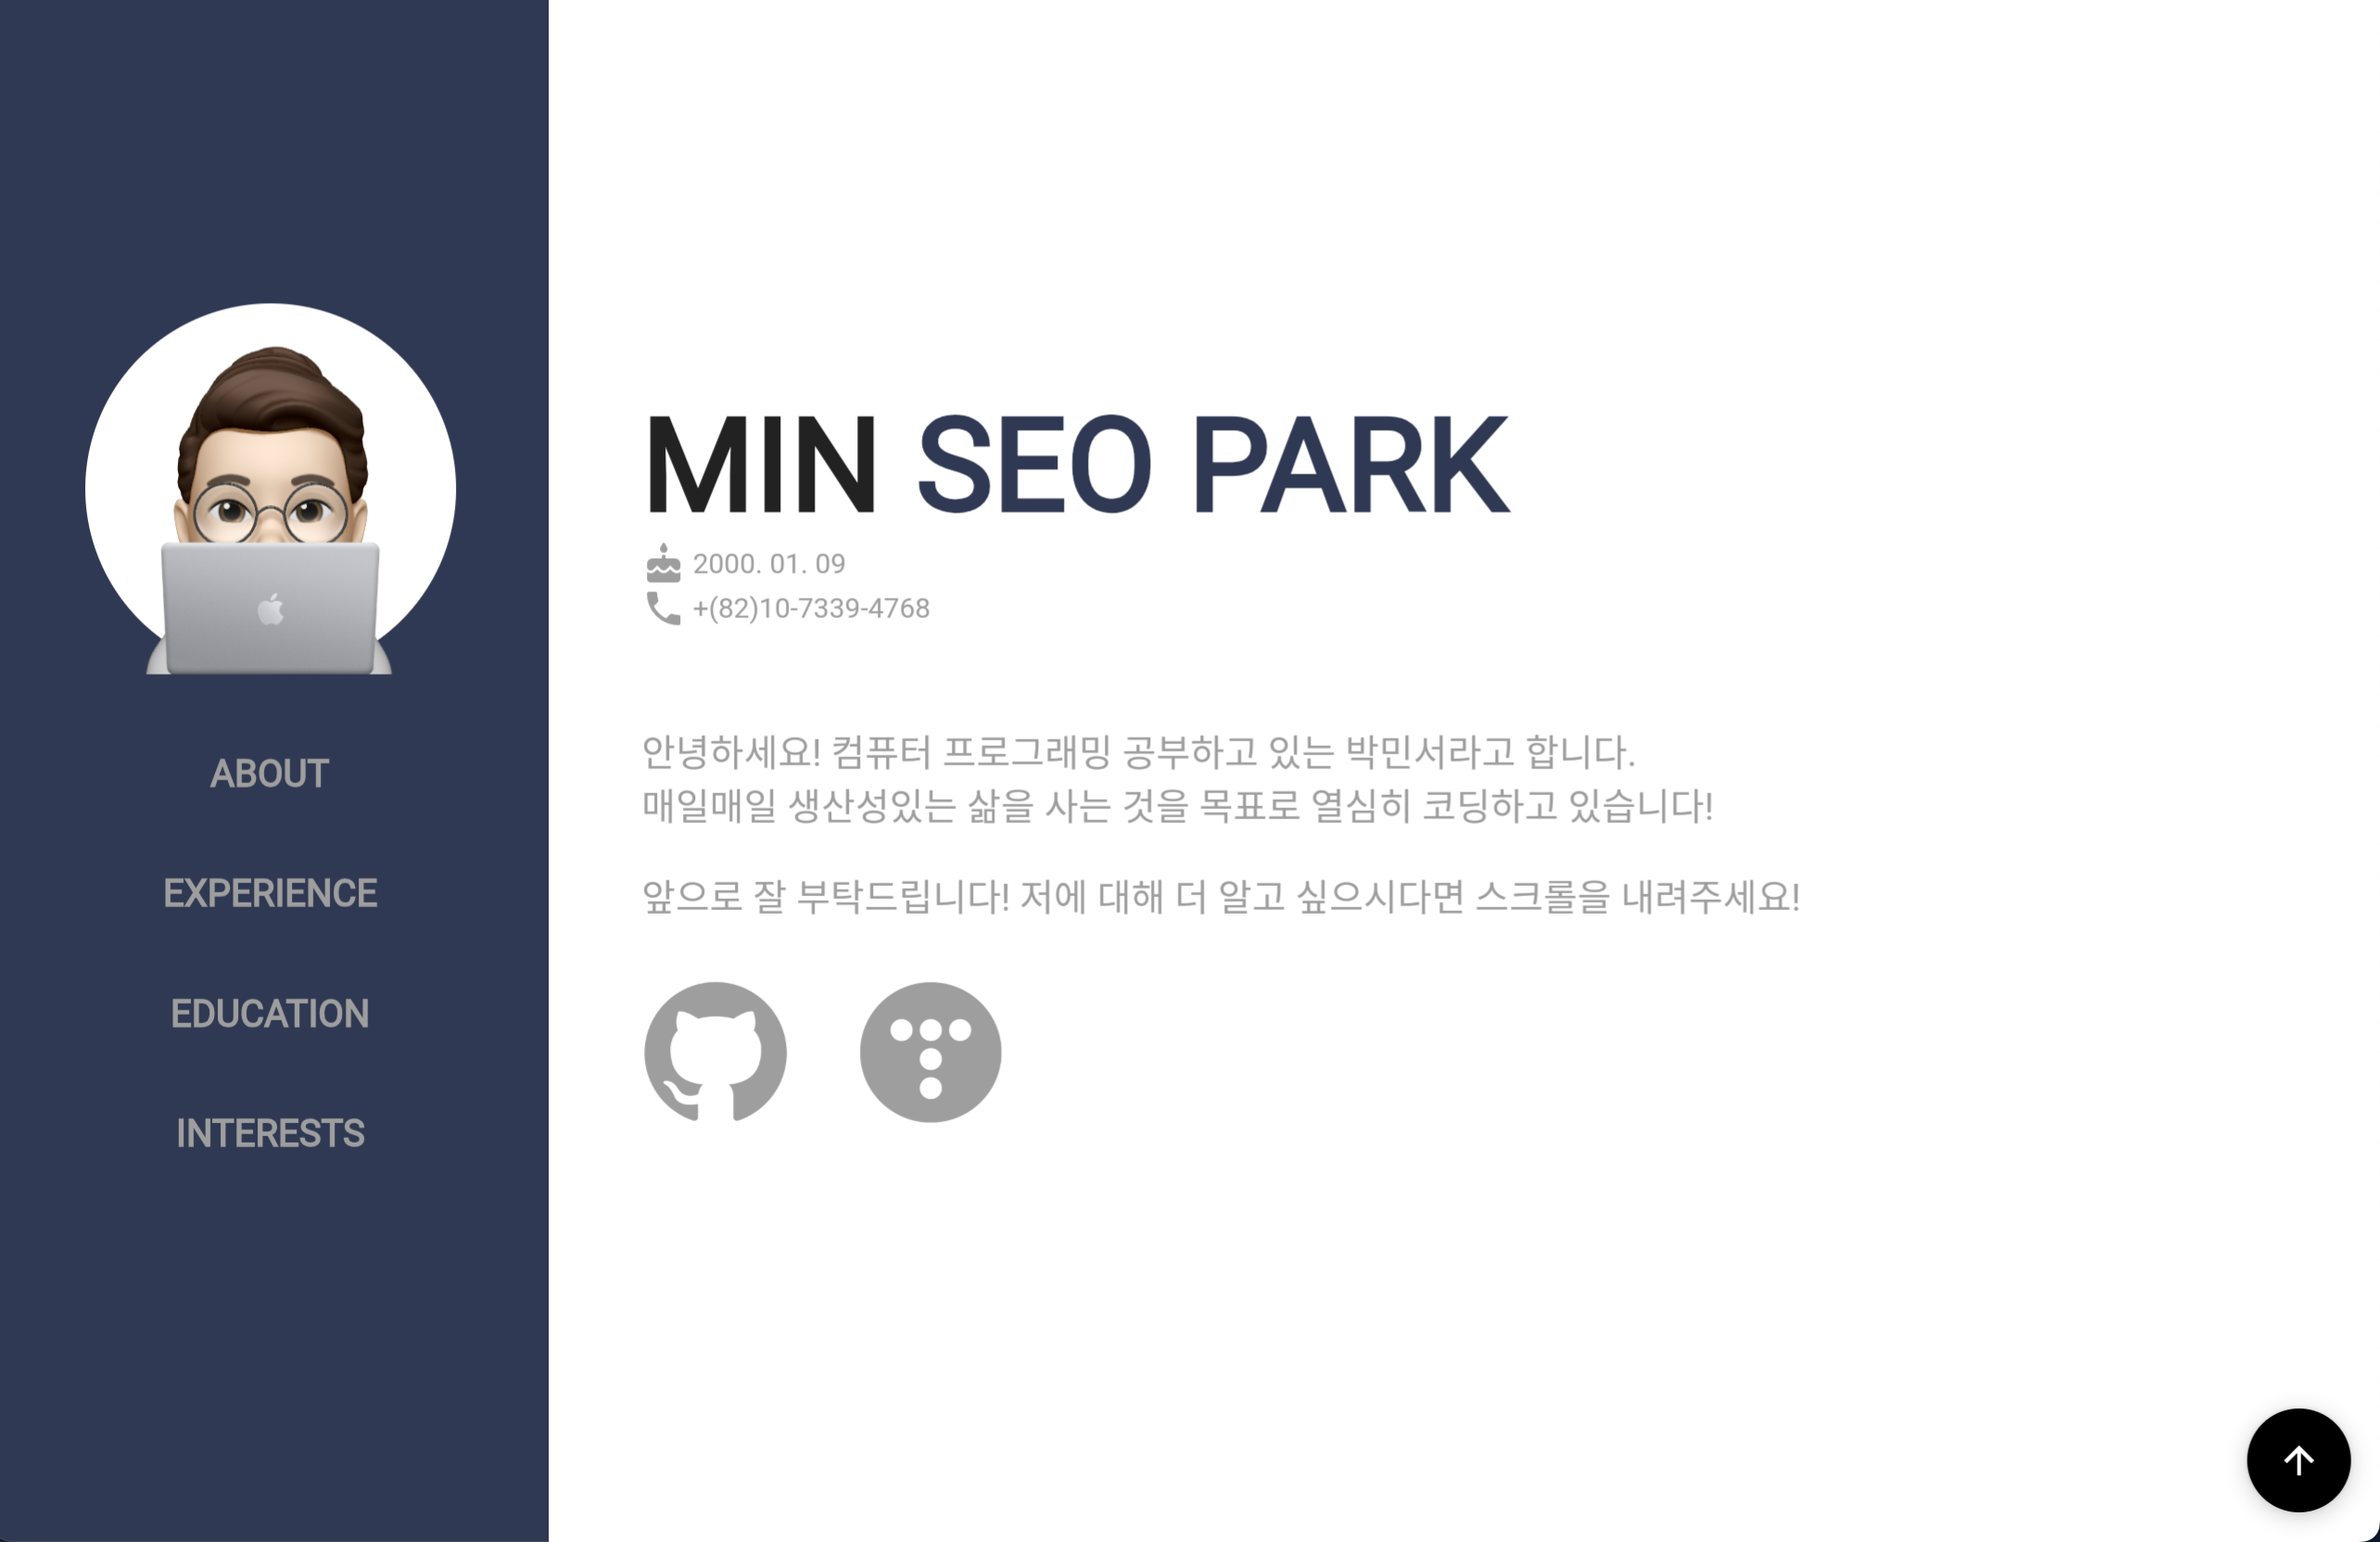 ABOUT
EXPERIENCE
EDUCATION
INTERESTS
MIN SEO PARK
2000. 01. 09
+(82)10-7339-4768
안녕하세요! 컴퓨터 프로그래밍 공부하고 있는 박민서라고 합니다.
매일매일 생산성있는 삶을 사는 것을 목표로 열심히 코딩하고 있습니다!
앞으로 잘 부탁드립니다! 저에 대해 더 알고 싶으시다면 스크롤을 내려주세요!